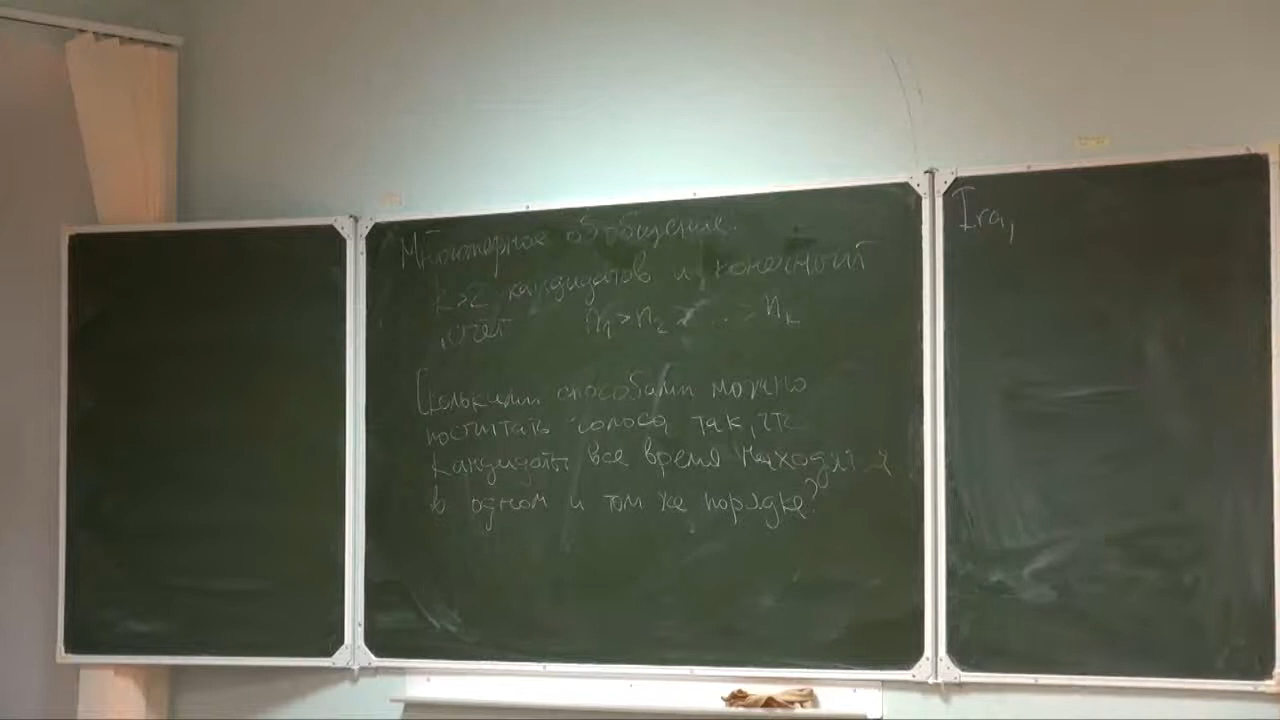 Многомерное обобщение.
k>2 кандидатов и конечный
счёт n₁ > n₂ > ... > nₖ
Сколькими способами можно
посчитать голоса так, что
кандидаты все время находятся
в одном и том же порядке?
Ira,